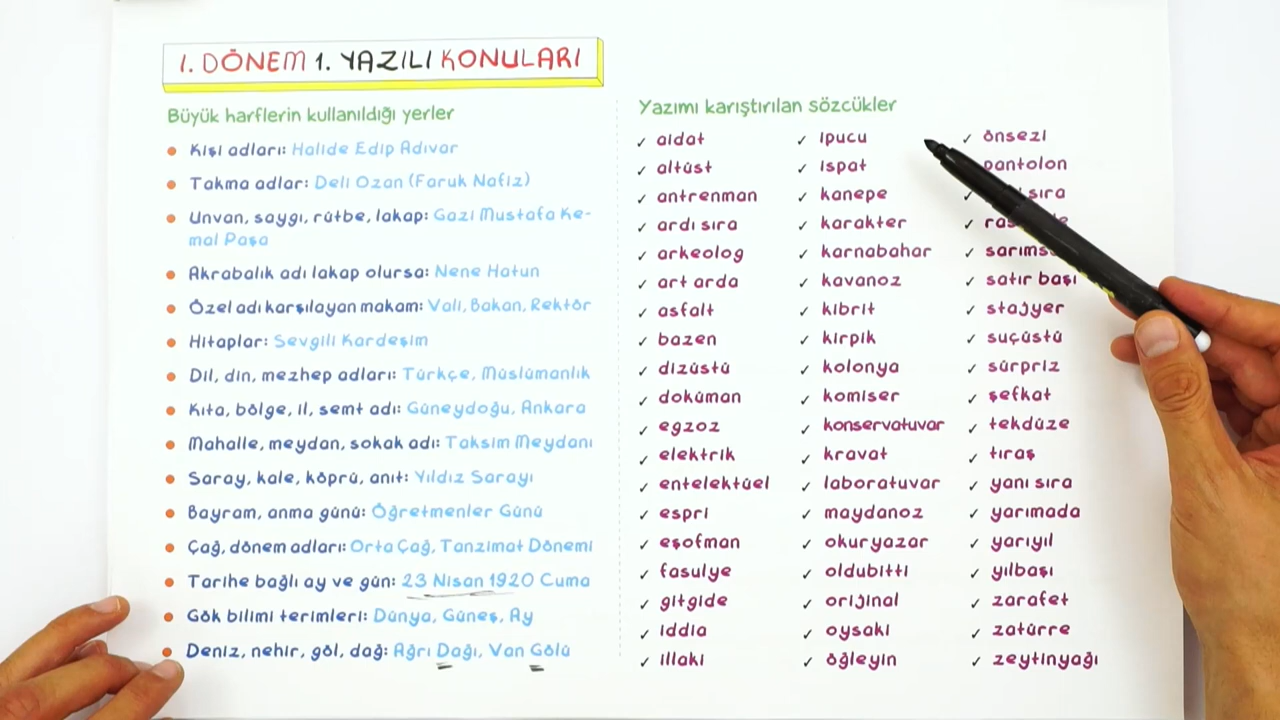 1. DÖNEM 1. YAZILI KONULARI
Büyük harflerin kullanıldığı yerler
Kişi adları: Halide Edip Adıvar
Takma adlar: Deli Ozan (Faruk Nafiz)
Unvan, saygı, rütbe, lakap: Gazi Mustafa Ke-
mal Paşa
Akrabalık adı lakap olursa: Nene Hatun
Özel adı karşılayan makam: Vali, Bakan, Rektör
Hitaplar: Sevgili Kardeşim
Dil, din, mezhep adları: Türkçe, Müslümanlık
Kıta, bölge, il, semt adı: Güneydoğu, Ankara
Mahalle, meydan, sokak adı: Taksim Meydanı
Saray, kale, köprü, anıt: Yıldız Sarayı
Bayram, anma günü: Öğretmenler Günü
Çağ, dönem adları: Orta Çağ, Tanzimat Dönemi
Tarihe bağlı ay ve gün: 23 Nisan 1920 Cuma
Gök bilimi terimleri: Dünya, Güneş, Ay
Deniz, nehir, göl, dağ: Ağrı Dağı, Van Gölü
Yazımı karıştırılan sözcükler
aidat
altüst
antrenman
ardı sıra
arkeolog
art arda
asfalt
bazen
dizüstü
doküman
egzoz
elektrik
entelektüel
espri
eşofman
fasulye
gitgide
iddia
illaki
ipucu
ispat
kanepe
karakter
karnabahar
kavanoz
kibrit
kirpik
kolonya
komiser
konservatuvar
kravat
laboratuvar
maydanoz
okuryazar
oldubitti
orijinal
oysaki
öğleyin
önsezi
pantolon
sıra
satır başı
stajyer
suçüstü
sürpriz
şefkat
tekdüze
tıraş
yanı sıra
yarımada
yarıyıl
yılbaşı
zarafet
zatürre
zeytinyağı